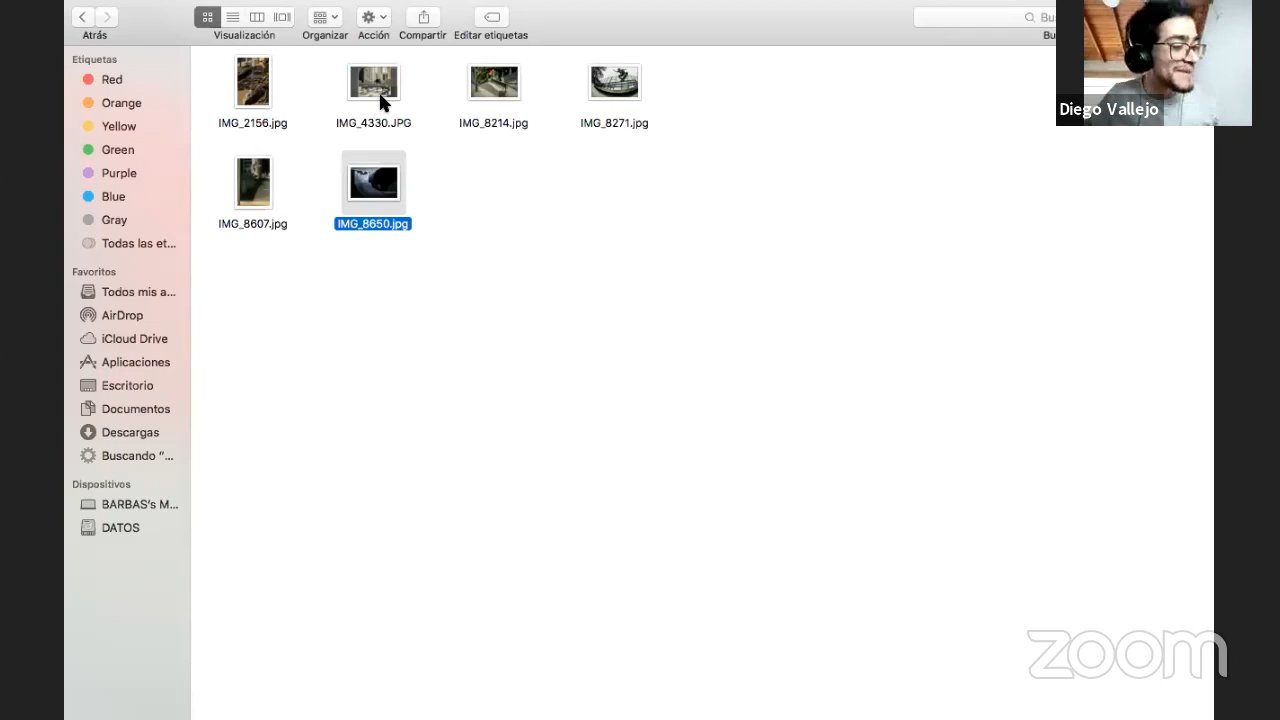 Bu
Atrás
Visualización
Organizar
Acción
Compartir
Editar etiquetas
Bu
Diego Vallejo
Etiquetas
Red
Orange
Yellow
Green
Purple
Blue
Gray
Todas las et...
Favoritos
Todos mis a...
AirDrop
iCloud Drive
Aplicaciones
Escritorio
Documentos
Descargas
Buscando “...
Dispositivos
BARBAS's M...
DATOS
IMG_2156.jpg
IMG_4330.JPG
IMG_8214.jpg
IMG_8271.jpg
IMG_8607.jpg
IMG_8650.jpg
zoom